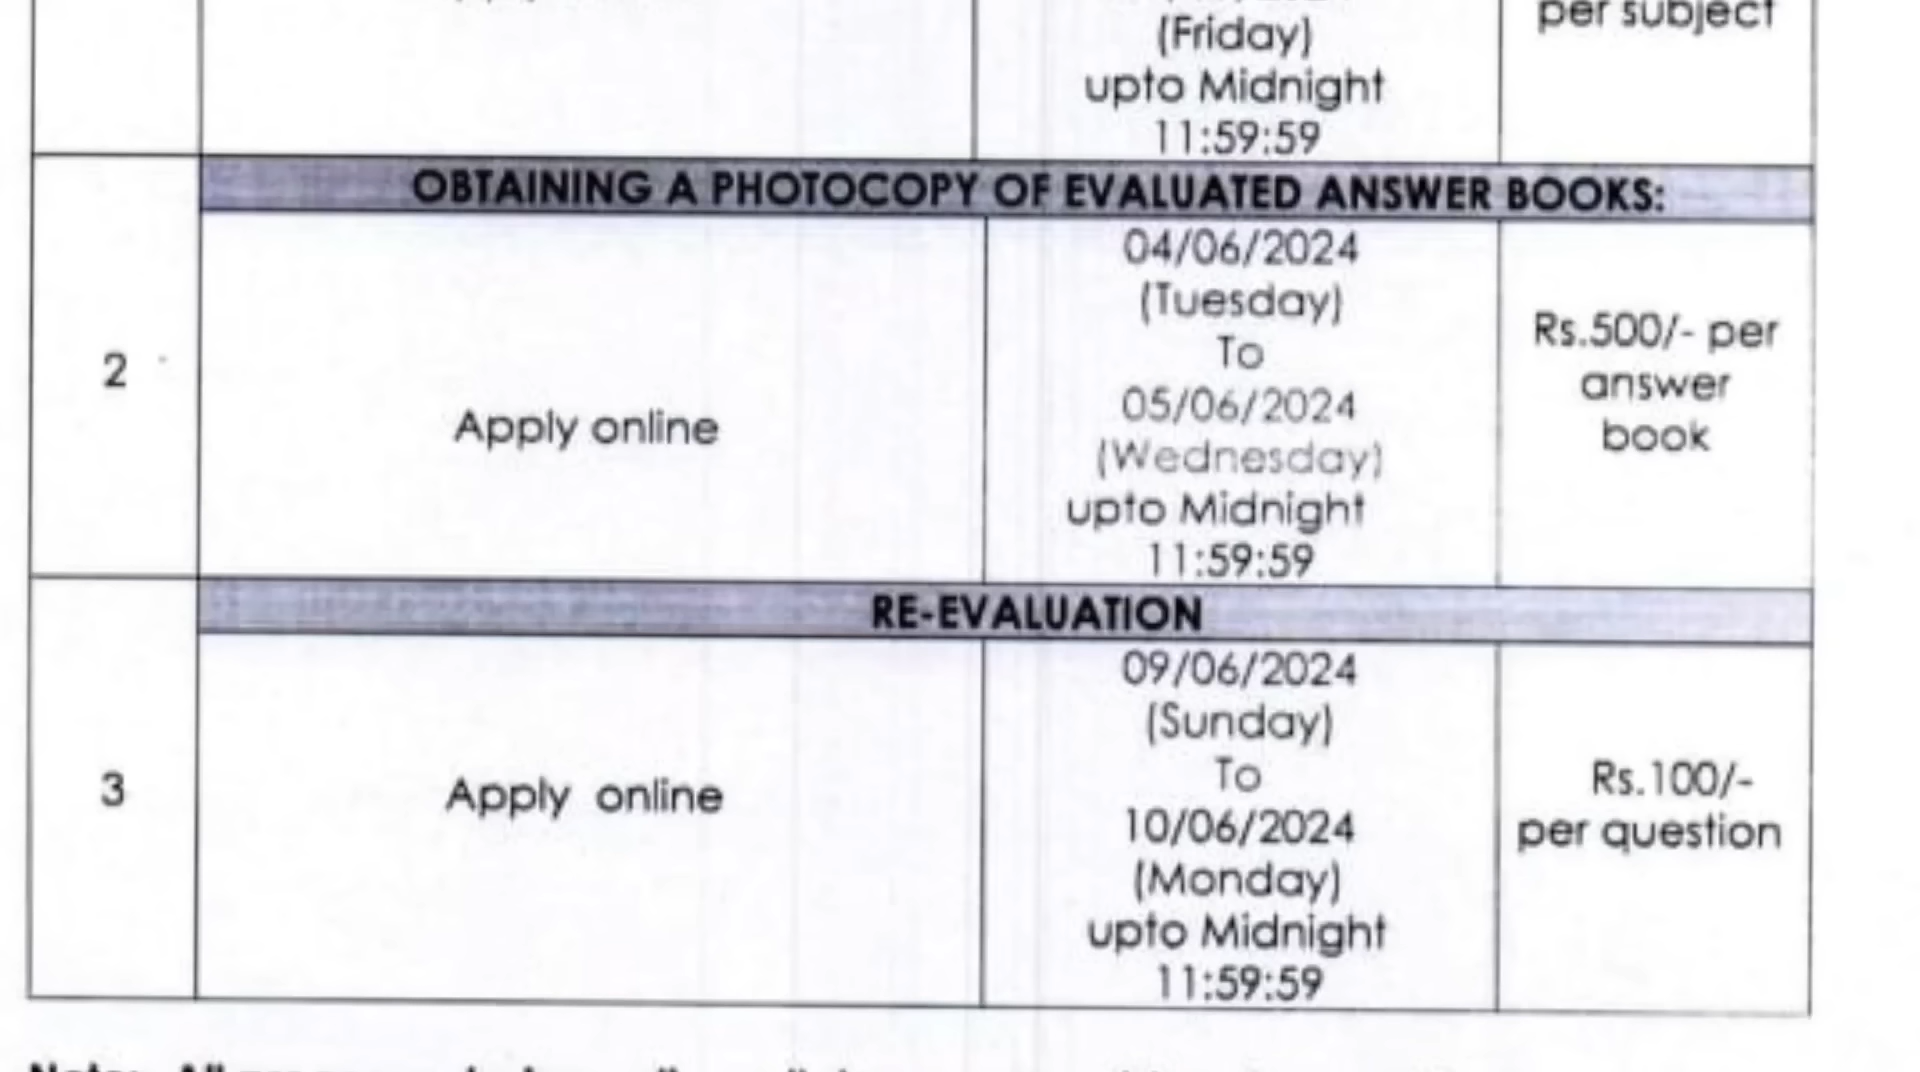 per subject
(Friday)
upto Midnight
11:59:59
2
OBTAINING A PHOTOCOPY OF EVALUATED ANSWER BOOKS:
Apply online
04/06/2024
(Tuesday)
To
05/06/2024
(Wednesday)
upto Midnight
11:59:59
Rs.500/- per
answer
book
3
RE-EVALUATION
Apply online
09/06/2024
(Sunday)
To
10/06/2024
(Monday)
upto Midnight
11:59:59
Rs.100/-
per question